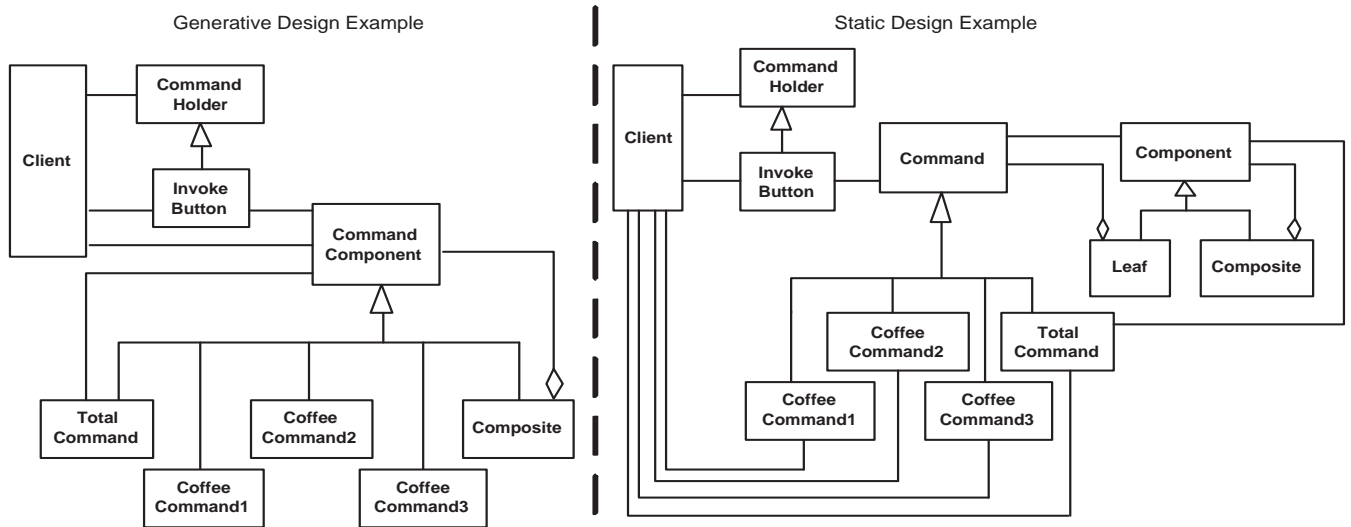 Generative Design Example
Command
Holder
Client
Invoke
Button
Command
Component
Total
Command
Coffee
Command1
Coffee
Command2
Coffee
Command3
Composite
Static Design Example
Command
Holder
Client
Invoke
Button
Command
Component
Leaf
Composite
Coffee
Command2
Total
Command
Coffee
Command1
Coffee
Command3